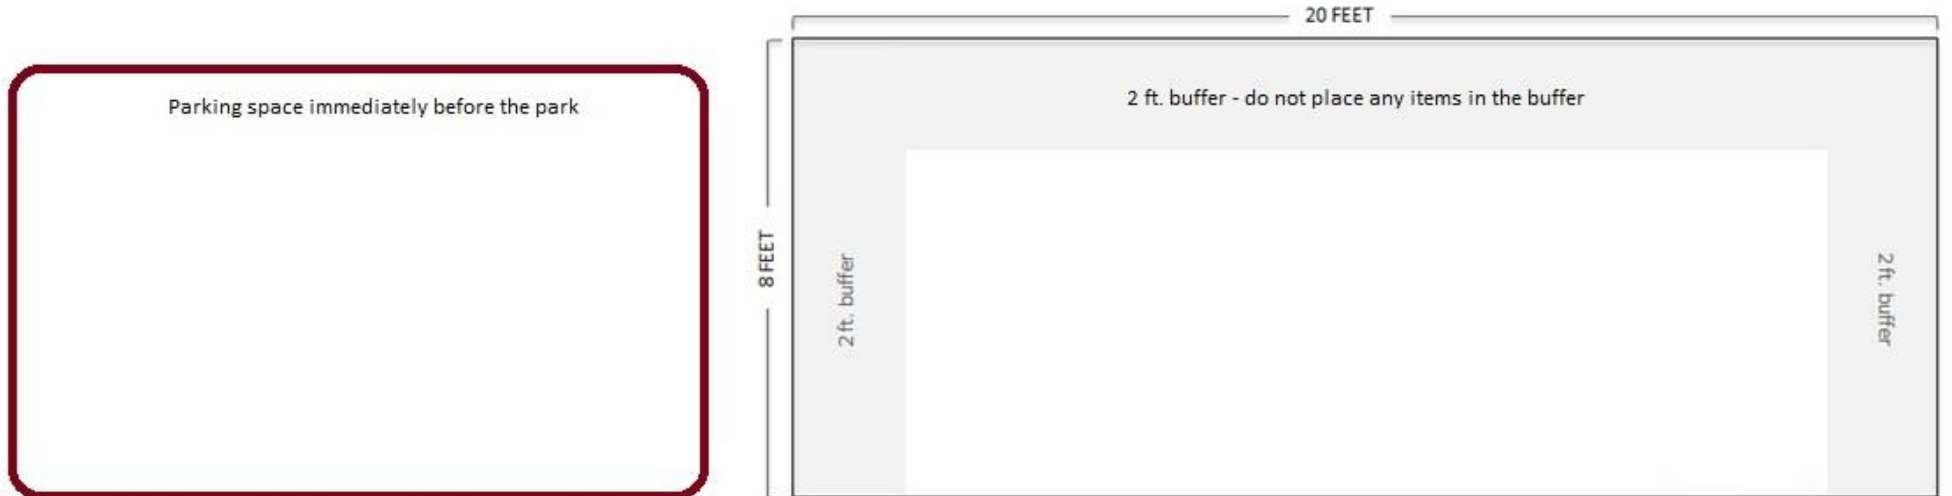 20 FEET
Parking space immediately before the park
2 ft. buffer - do not place any items in the buffer
8 FEET
2 ft. buffer
2 ft. buffer